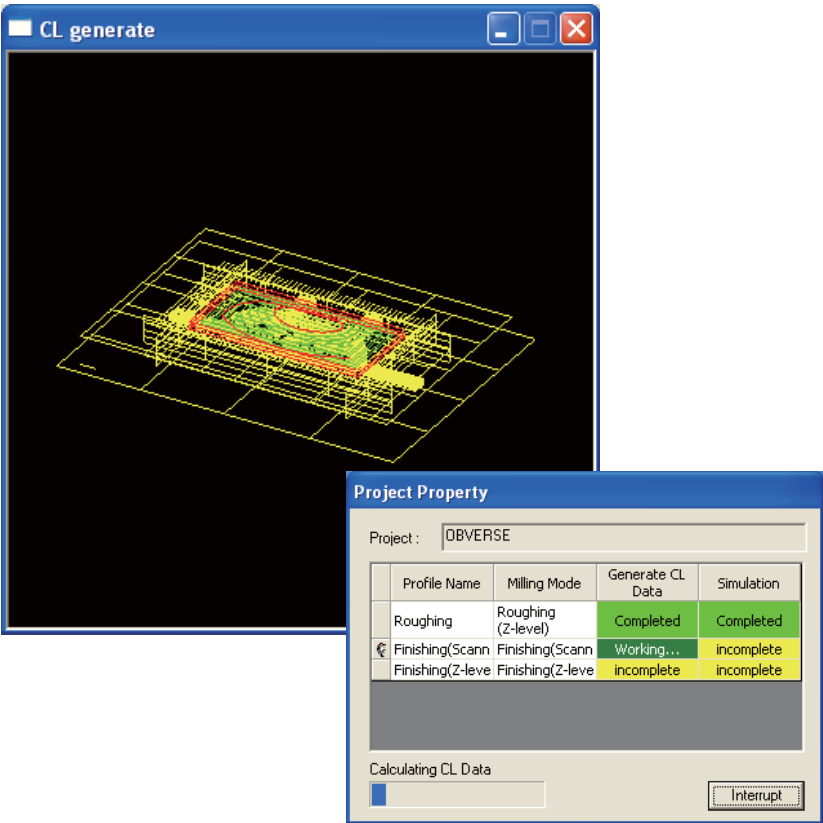 CL generate
Project Property
Project : OBVERSE
Profile Name Milling Mode Generate CL Data Simulation
Roughing Roughing (Z-level) Completed Completed
Finishing(Scann Finishing(Scann Working... incomplete
Finishing(Z-leve Finishing(Z-leve incomplete incomplete
Calculating CL Data
Interrupt